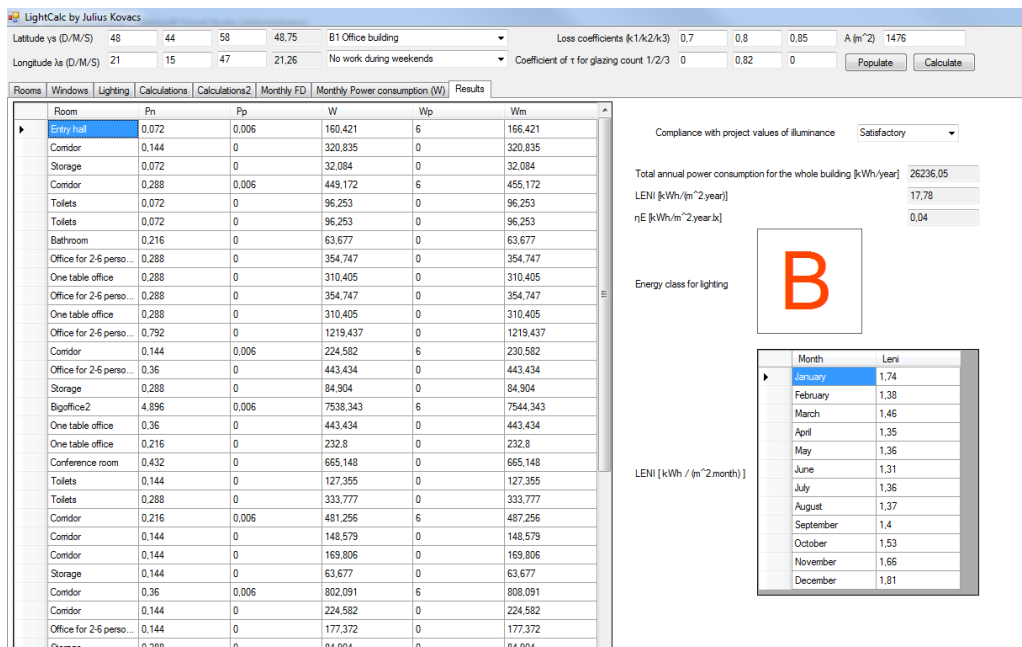 LightCalc by Julius Kovacs
Latitude γs (D/M/S) 48 44 58 48,75 B1 Office building Loss coefficients (k1/k2/k3) 0,7 0,8 0,85 A (m^2) 1476
Longitude λs (D/M/S) 21 15 47 21,26 No work during weekends Coefficient of τ for glazing count 1/2/3 0 0,82 0 Populate Calculate
Rooms Windows Lighting Calculations Calculations2 Monthly FD Monthly Power consumption (W) Results
Room Pn Pp W Wp Wm
Entry hall 0,072 0,006 160,421 6 166,421
Corridor 0,144 0 320,835 0 320,835
Storage 0,072 0 32,084 0 32,084
Corridor 0,288 0,006 449,172 6 455,172
Toilets 0,072 0 96,253 0 96,253
Toilets 0,072 0 96,253 0 96,253
Bathroom 0,216 0 63,677 0 63,677
Office for 2-6 perso... 0,288 0 354,747 0 354,747
One table office 0,288 0 310,405 0 310,405
Office for 2-6 perso... 0,288 0 354,747 0 354,747
One table office 0,288 0 310,405 0 310,405
Office for 2-6 perso... 0,792 0 1219,437 0 1219,437
Corridor 0,144 0,006 224,582 6 230,582
Office for 2-6 perso... 0,36 0 443,434 0 443,434
Storage 0,288 0 84,904 0 84,904
Bigoffice2 4,896 0,006 7538,343 6 7544,343
One table office 0,36 0 443,434 0 443,434
One table office 0,216 0 232,8 0 232,8
Conference room 0,432 0 665,148 0 665,148
Toilets 0,144 0 127,355 0 127,355
Toilets 0,288 0 333,777 0 333,777
Corridor 0,216 0,006 481,256 6 487,256
Corridor 0,144 0 148,579 0 148,579
Corridor 0,144 0 169,806 0 169,806
Storage 0,144 0 63,677 0 63,677
Corridor 0,36 0,006 802,091 6 808,091
Corridor 0,144 0 224,582 0 224,582
Office for 2-6 perso... 0,144 0 177,372 0 177,372
Storage 0,288 0 84,904 0 84,904
Compliance with project values of illuminance Satisfactory
Total annual power consumption for the whole building [kWh/year] 26236,05
LENI [kWh/(m^2.year)] 17,78
ηE [kWh/m^2.year.lx] 0,04
Energy class for lighting B
LENI [ kWh / (m^2.month) ]
Month Leni
January 1,74
February 1,38
March 1,46
April 1,35
May 1,36
June 1,31
July 1,36
August 1,37
September 1,4
October 1,53
November 1,66
December 1,81